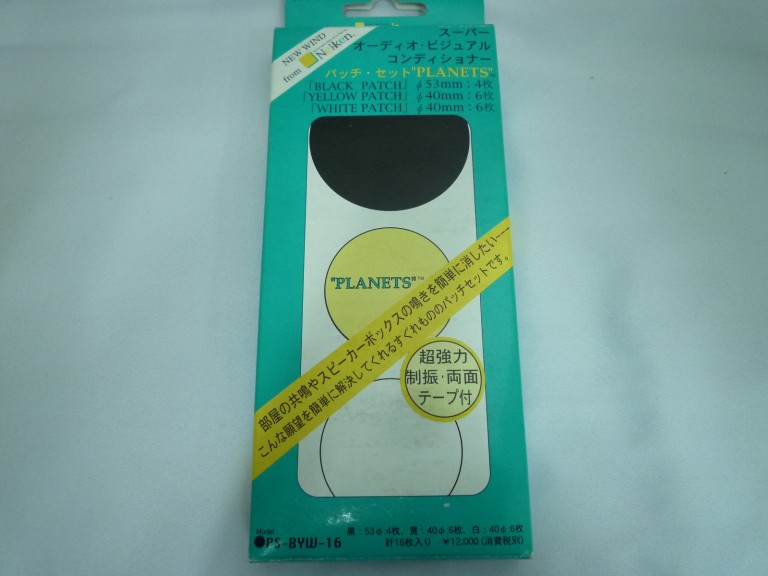 NEW WIND
from Neiken.
スーパー
オーディオ・ビジュアル
コンディショナー
パッチ・セット"PLANETS"
「BLACK PATCH」 φ53mm：4枚
「YELLOW PATCH」φ40mm：6枚
「WHITE PATCH」 φ40mm：6枚
"PLANETS"™
部屋の共鳴やスピーカーボックスの鳴きを簡単に消したい……
こんな願望を簡単に解決してくれるすぐれもののパッチセットです。
超強力
制振・両面
テープ付
Model :
●PS-BYW-16
黒：53φ:4枚, 黄：40φ:6枚, 白：40φ:6枚
計16枚入り ￥12,000 (消費税別)